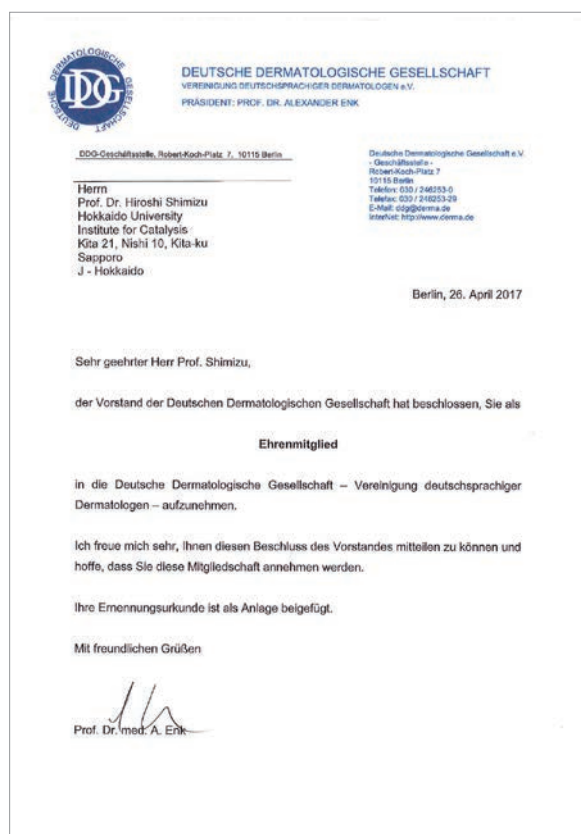 DEUTSCHE DERMATOLOGISCHE GESELLSCHAFT
DDG
DEUTSCHE DERMATOLOGISCHE GESELLSCHAFT
VEREINIGUNG DEUTSCHSPRACHIGER DERMATOLOGEN e.V.
PRÄSIDENT: PROF. DR. ALEXANDER ENK
DDG-Geschäftsstelle, Robert-Koch-Platz 7, 10115 Berlin
Deutsche Dermatologische Gesellschaft e.V.
- Geschäftsstelle -
Robert-Koch-Platz 7
10115 Berlin
Telefon: 030 / 246253-0
Telefax: 030 / 246253-29
E-Mail: ddg@derma.de
Internet: http://www.derma.de
Herrn
Prof. Dr. Hiroshi Shimizu
Hokkaido University
Institute for Catalysis
Kita 21, Nishi 10, Kita-ku
Sapporo
J - Hokkaido
Berlin, 26. April 2017
Sehr geehrter Herr Prof. Shimizu,
der Vorstand der Deutschen Dermatologischen Gesellschaft hat beschlossen, Sie als
Ehrenmitglied
in die Deutsche Dermatologische Gesellschaft – Vereinigung deutschsprachiger
Dermatologen – aufzunehmen.
Ich freue mich sehr, Ihnen diesen Beschluss des Vorstandes mitteilen zu können und
hoffe, dass Sie diese Mitgliedschaft annehmen werden.
Ihre Ernennungsurkunde ist als Anlage beigefügt.
Mit freundlichen Grüßen
Prof. Dr. med. A. Enk